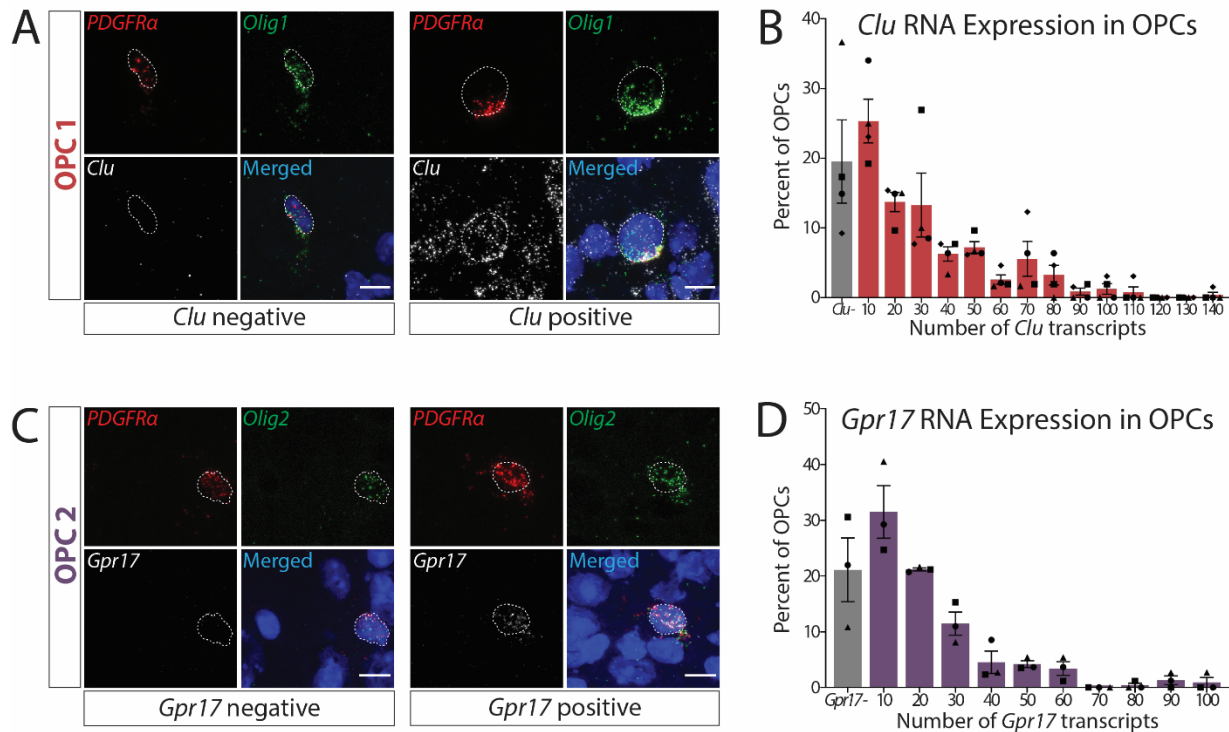 A
OPC 1
PDGFRα
Olig1
Clu
Merged
Clu negative
PDGFRα
Olig1
Clu
Merged
Clu positive
B
Clu RNA Expression in OPCs
Percent of OPCs
40
30
20
10
0
Clu- 10 20 30 40 50 60 70 80 90 100 110 120 130 140
Number of Clu transcripts
C
OPC 2
PDGFRα
Olig2
Gpr17
Merged
Gpr17 negative
PDGFRα
Olig2
Gpr17
Merged
Gpr17 positive
D
Gpr17 RNA Expression in OPCs
Percent of OPCs
50
40
30
20
10
0
Gpr17- 10 20 30 40 50 60 70 80 90 100
Number of Gpr17 transcripts